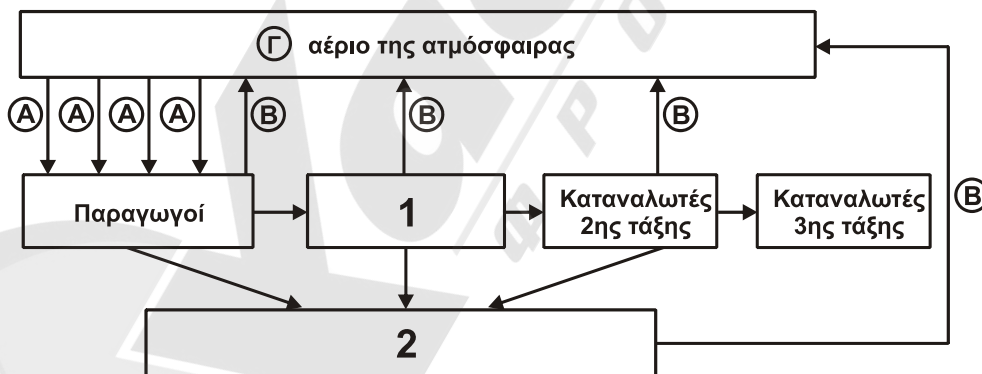 Γ αέριο της ατμόσφαιρας
Α Α Α Α Β Β Β
Παραγωγοί
1
Καταναλωτές
2ης τάξης
Καταναλωτές
3ης τάξης
Β
2